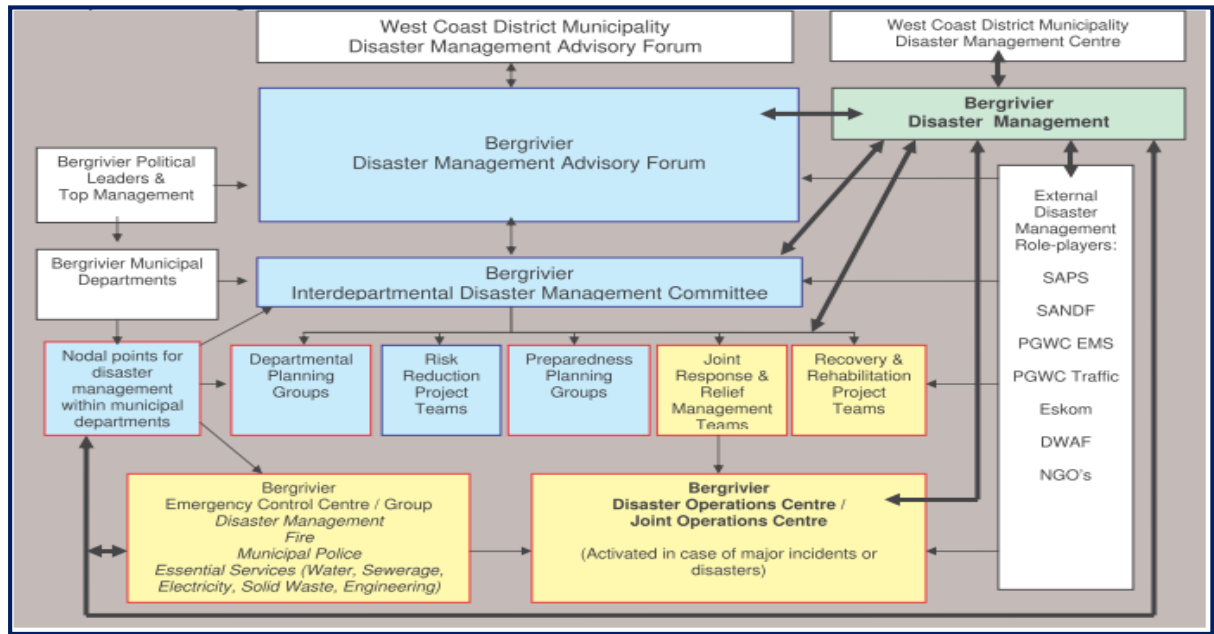 West Coast District Municipality
Disaster Management Advisory Forum
West Coast District Municipality
Disaster Management Centre
Bergrivier
Disaster Management
Bergrivier
Disaster Management Advisory Forum
Bergrivier Political
Leaders &
Top Management
External
Disaster
Management
Role-players:
SAPS
SANDF
PGWC EMS
PGWC Traffic
Eskom
DWAF
NGO's
Bergrivier Municipal
Departments
Bergrivier
Interdepartmental Disaster Management Committee
Nodal points for
disaster
management
within municipal
departments
Departmental
Planning
Groups
Risk
Reduction
Project
Teams
Preparedness
Planning
Groups
Joint
Response &
Relief
Management
Teams
Recovery &
Rehabilitation
Project
Teams
Bergrivier
Emergency Control Centre / Group
Disaster Management
Fire
Municipal Police
Essential Services (Water, Sewerage,
Electricity, Solid Waste, Engineering)
Bergrivier
Disaster Operations Centre /
Joint Operations Centre
(Activated in case of major incidents or
disasters)